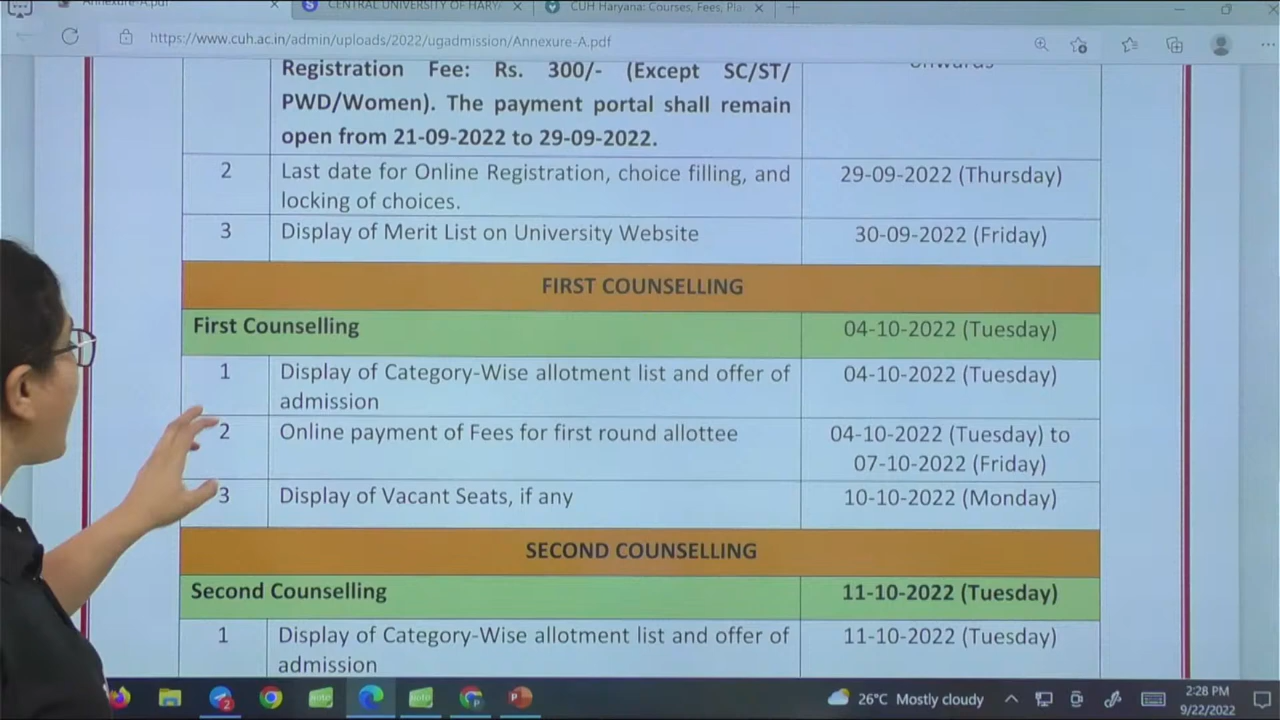 Annexure-A.pdf
CENTRAL UNIVERSITY OF HARY
CUH Haryana: Courses, Fees, Pla
https://www.cuh.ac.in/admin/uploads/2022/ugadmission/Annexure-A.pdf
Registration Fee: Rs. 300/- (Except SC/ST/
PWD/Women). The payment portal shall remain
open from 21-09-2022 to 29-09-2022.
2
Last date for Online Registration, choice filling, and
locking of choices.
29-09-2022 (Thursday)
3
Display of Merit List on University Website
30-09-2022 (Friday)
FIRST COUNSELLING
First Counselling
04-10-2022 (Tuesday)
1
Display of Category-Wise allotment list and offer of
admission
04-10-2022 (Tuesday)
2
Online payment of Fees for first round allottee
04-10-2022 (Tuesday) to
07-10-2022 (Friday)
3
Display of Vacant Seats, if any
10-10-2022 (Monday)
SECOND COUNSELLING
Second Counselling
11-10-2022 (Tuesday)
1
Display of Category-Wise allotment list and offer of
admission
11-10-2022 (Tuesday)
2
26°C Mostly cloudy
2:28 PM
9/22/2022